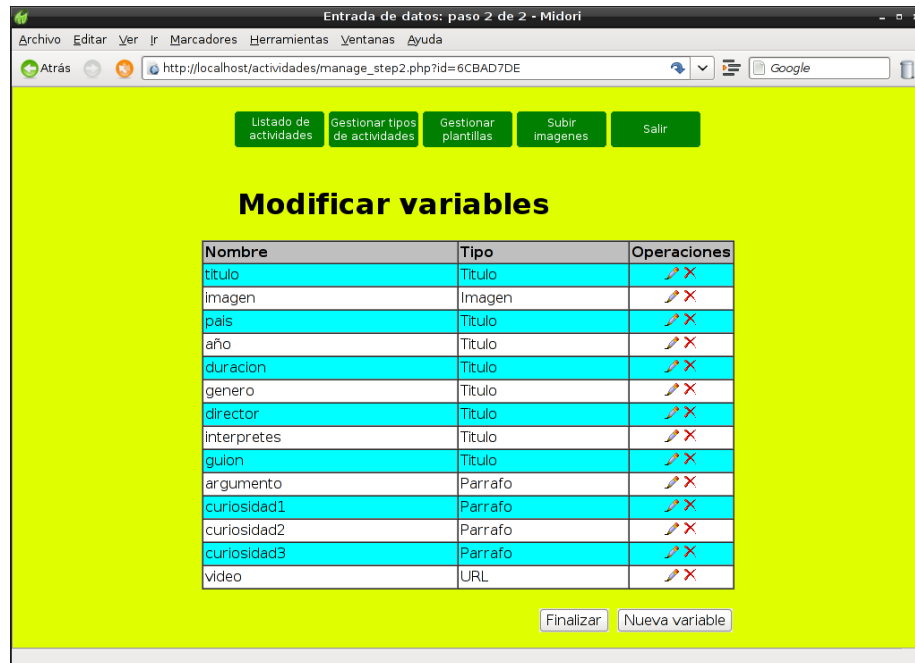 Entrada de datos: paso 2 de 2 - Midori
Archivo Editar Ver Ir Marcadores Herramientas Ventanas Ayuda
Atrás http://localhost/actividades/manage_step2.php?id=6CBAD7DE Google
Listado de actividades Gestionar tipos de actividades Gestionar plantillas Subir imagenes Salir
Modificar variables
Nombre Tipo Operaciones
titulo Titulo
imagen Imagen
pais Titulo
año Titulo
duracion Titulo
genero Titulo
director Titulo
interpretes Titulo
guion Titulo
argumento Parrafo
curiosidad1 Parrafo
curiosidad2 Parrafo
curiosidad3 Parrafo
video URL
Finalizar Nueva variable